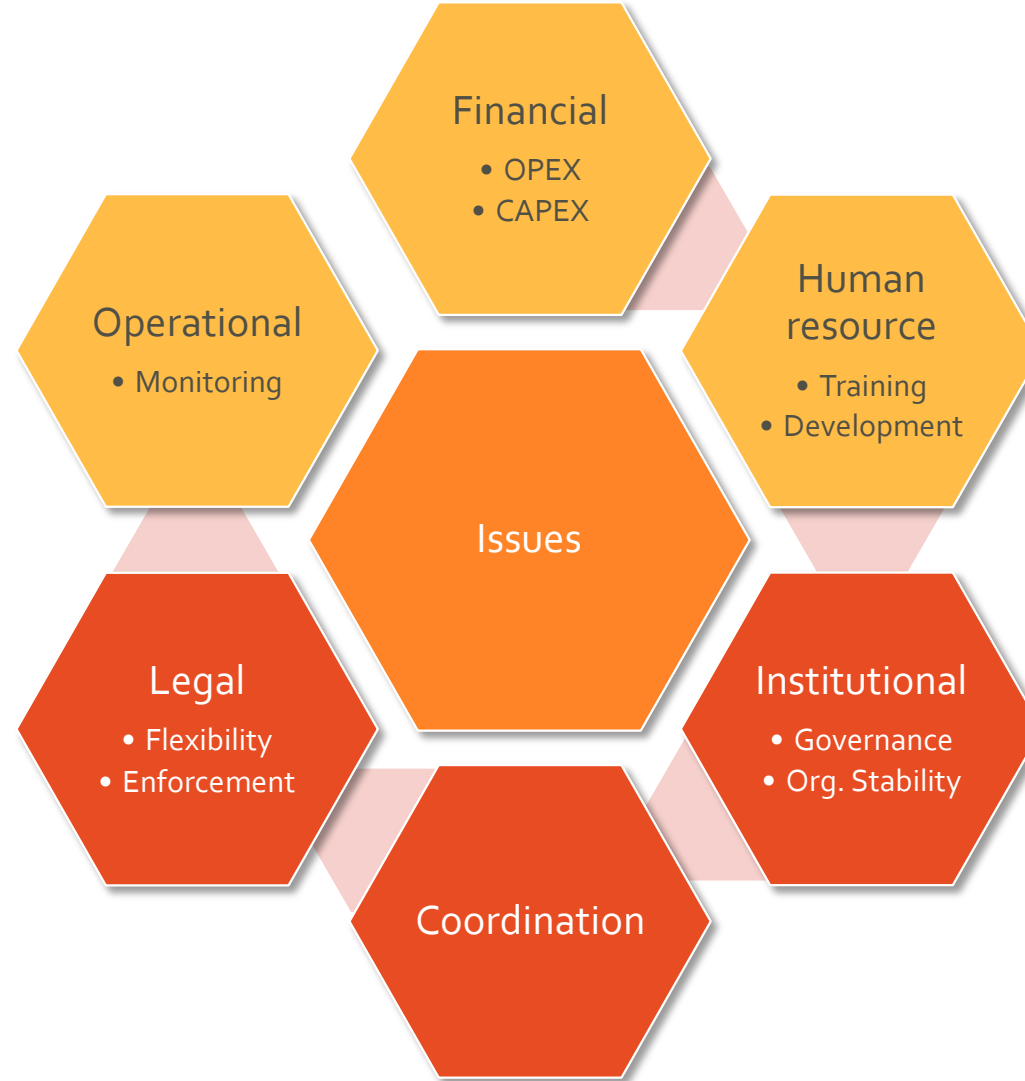 Financial
• OPEX
• CAPEX
Human
resource
• Training
• Development
Operational
• Monitoring
Issues
Legal
• Flexibility
• Enforcement
Institutional
• Governance
• Org. Stability
Coordination